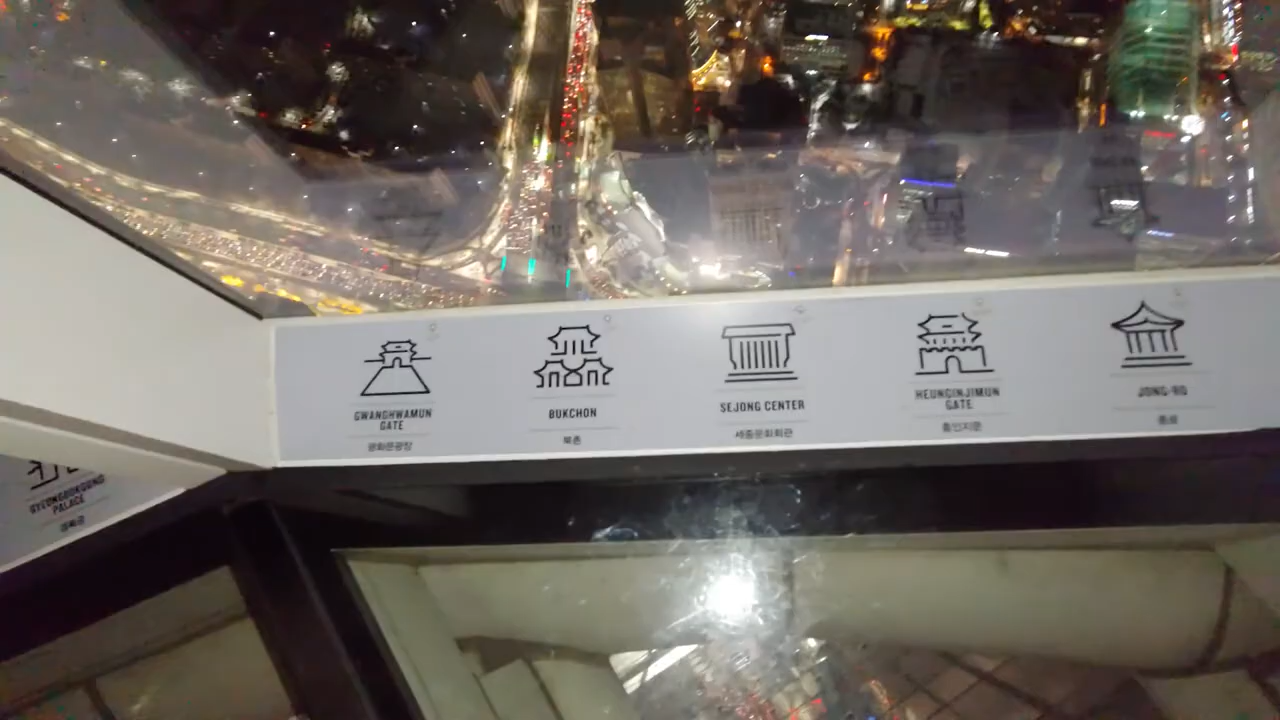 GWANGHWAMUN
GATE
광화문광장
BUKCHON
북촌
SEJONG CENTER
세종문화회관
HEUNGINJIMUN
GATE
흥인지문
JONG-RO
종로
GYEONGBUKGUNG
PALACE
경복궁